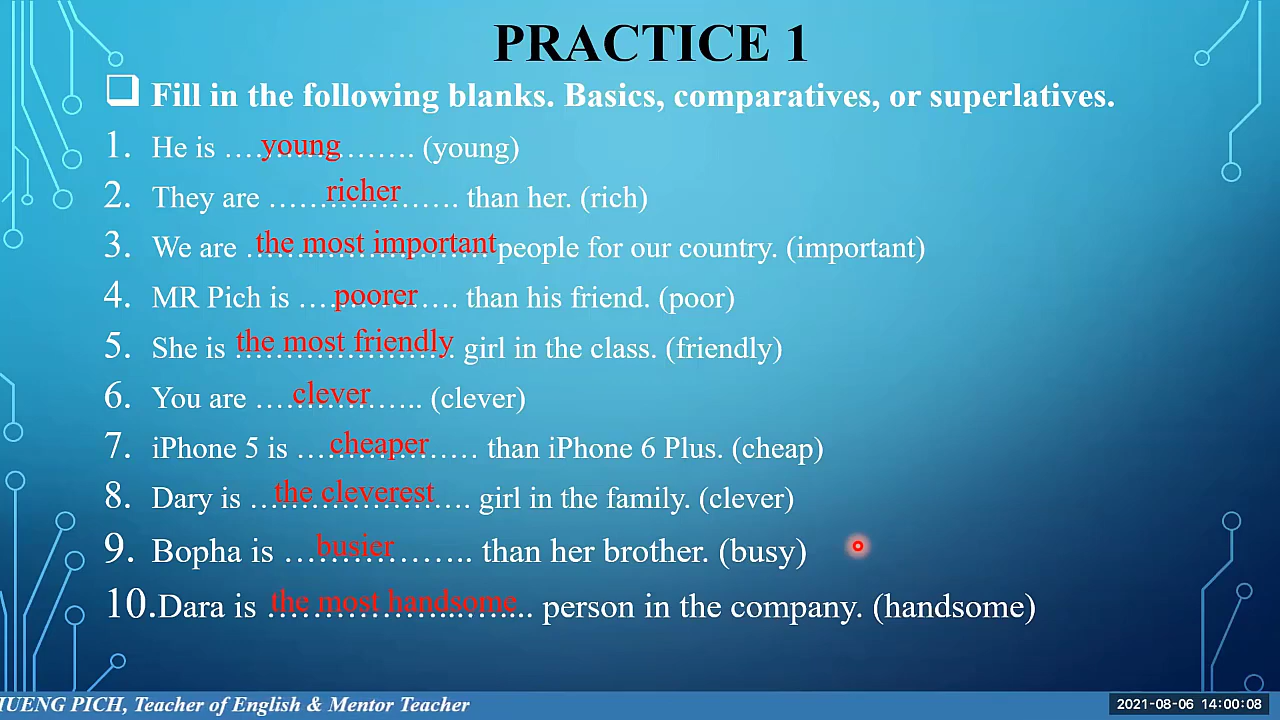 PRACTICE 1
Fill in the following blanks. Basics, comparatives, or superlatives.
1. He is ….young……. (young)
2. They are ……richer……. than her. (rich)
3. We are .the most important people for our country. (important)
4. MR Pich is ….poorer…. than his friend. (poor)
5. She is the most friendly. girl in the class. (friendly)
6. You are ….clever….. (clever)
7. iPhone 5 is ….cheaper….. than iPhone 6 Plus. (cheap)
8. Dary is …the cleverest…. girl in the family. (clever)
9. Bopha is ….busier…….. than her brother. (busy)
10.Dara is the most handsome.. person in the company. (handsome)
PICH, Teacher of English & Mentor Teacher
2021-08-06 14:00:08